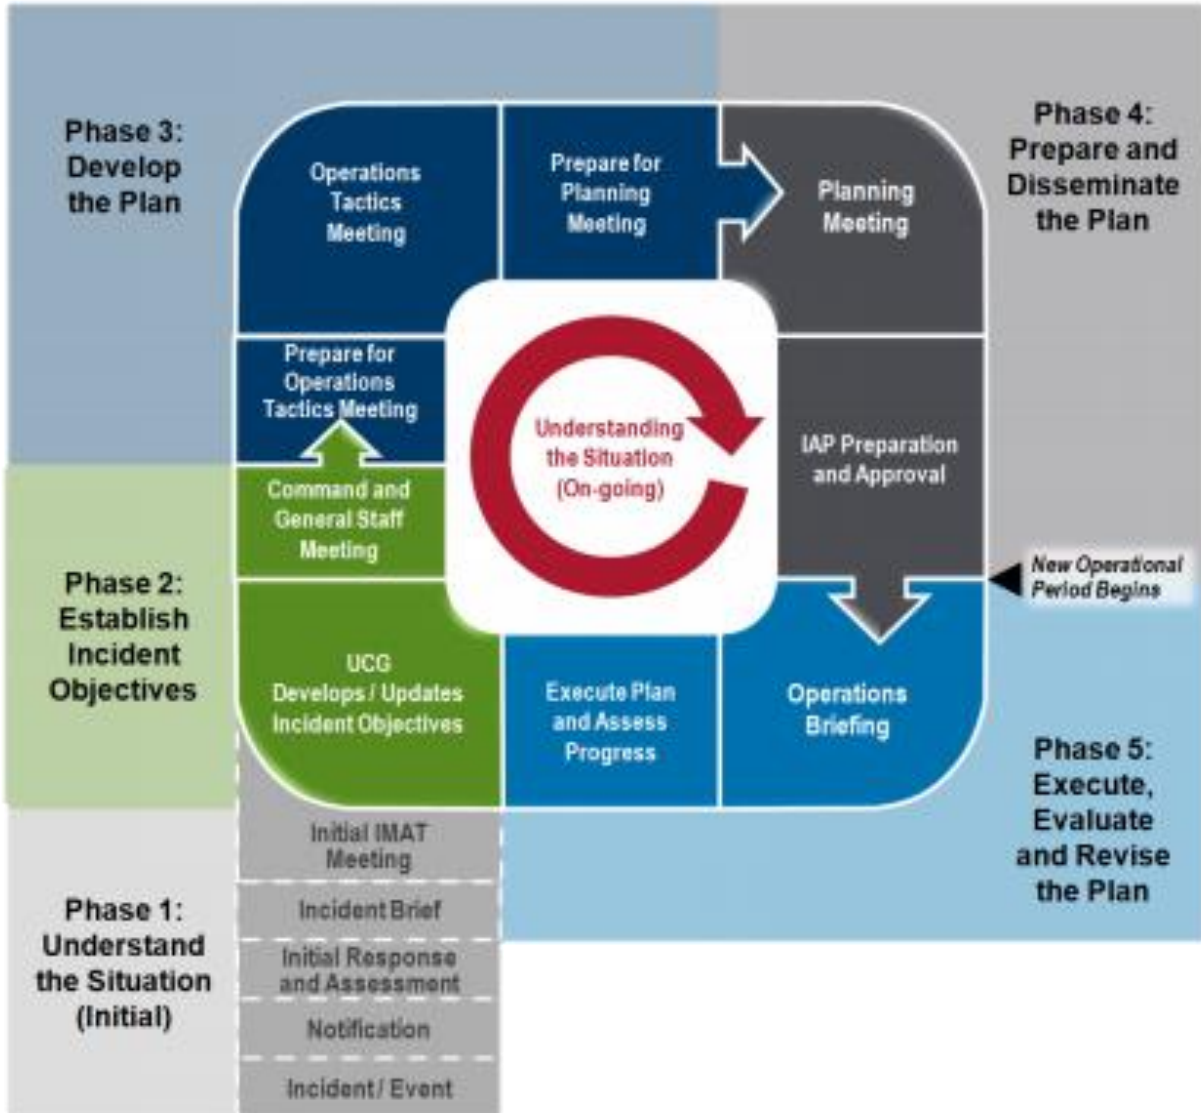 Phase 3:
Develop
the Plan
Operations
Tactics
Meeting
Prepare for
Planning
Meeting
Planning
Meeting
Phase 4:
Prepare and
Disseminate
the Plan
Prepare for
Operations
Tactics Meeting
Understanding
the Situation
(On-going)
IAP Preparation
and Approval
Command and
General Staff
Meeting
New Operational
Period Begins
Phase 2:
Establish
Incident
Objectives
UCG
Develops / Updates
Incident Objectives
Execute Plan
and Assess
Progress
Operations
Briefing
Phase 5:
Execute,
Evaluate
and Revise
the Plan
Phase 1:
Understand
the Situation
(Initial)
Initial IMAT
Meeting
Incident Brief
Initial Response
and Assessment
Notification
Incident / Event